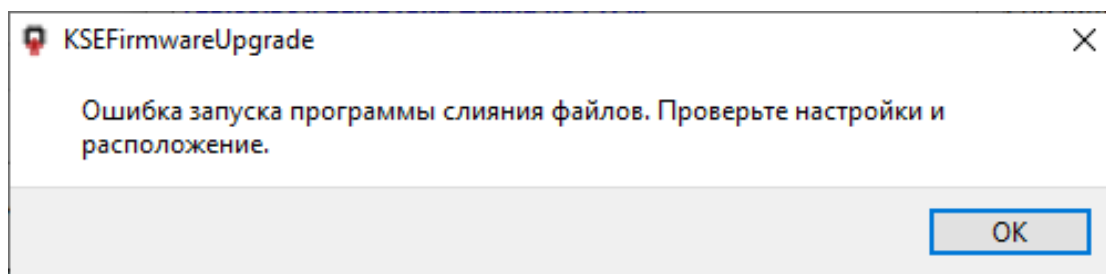 KSEFirmwareUpgrade
Ошибка запуска программы слияния файлов. Проверьте настройки и
расположение.
OK